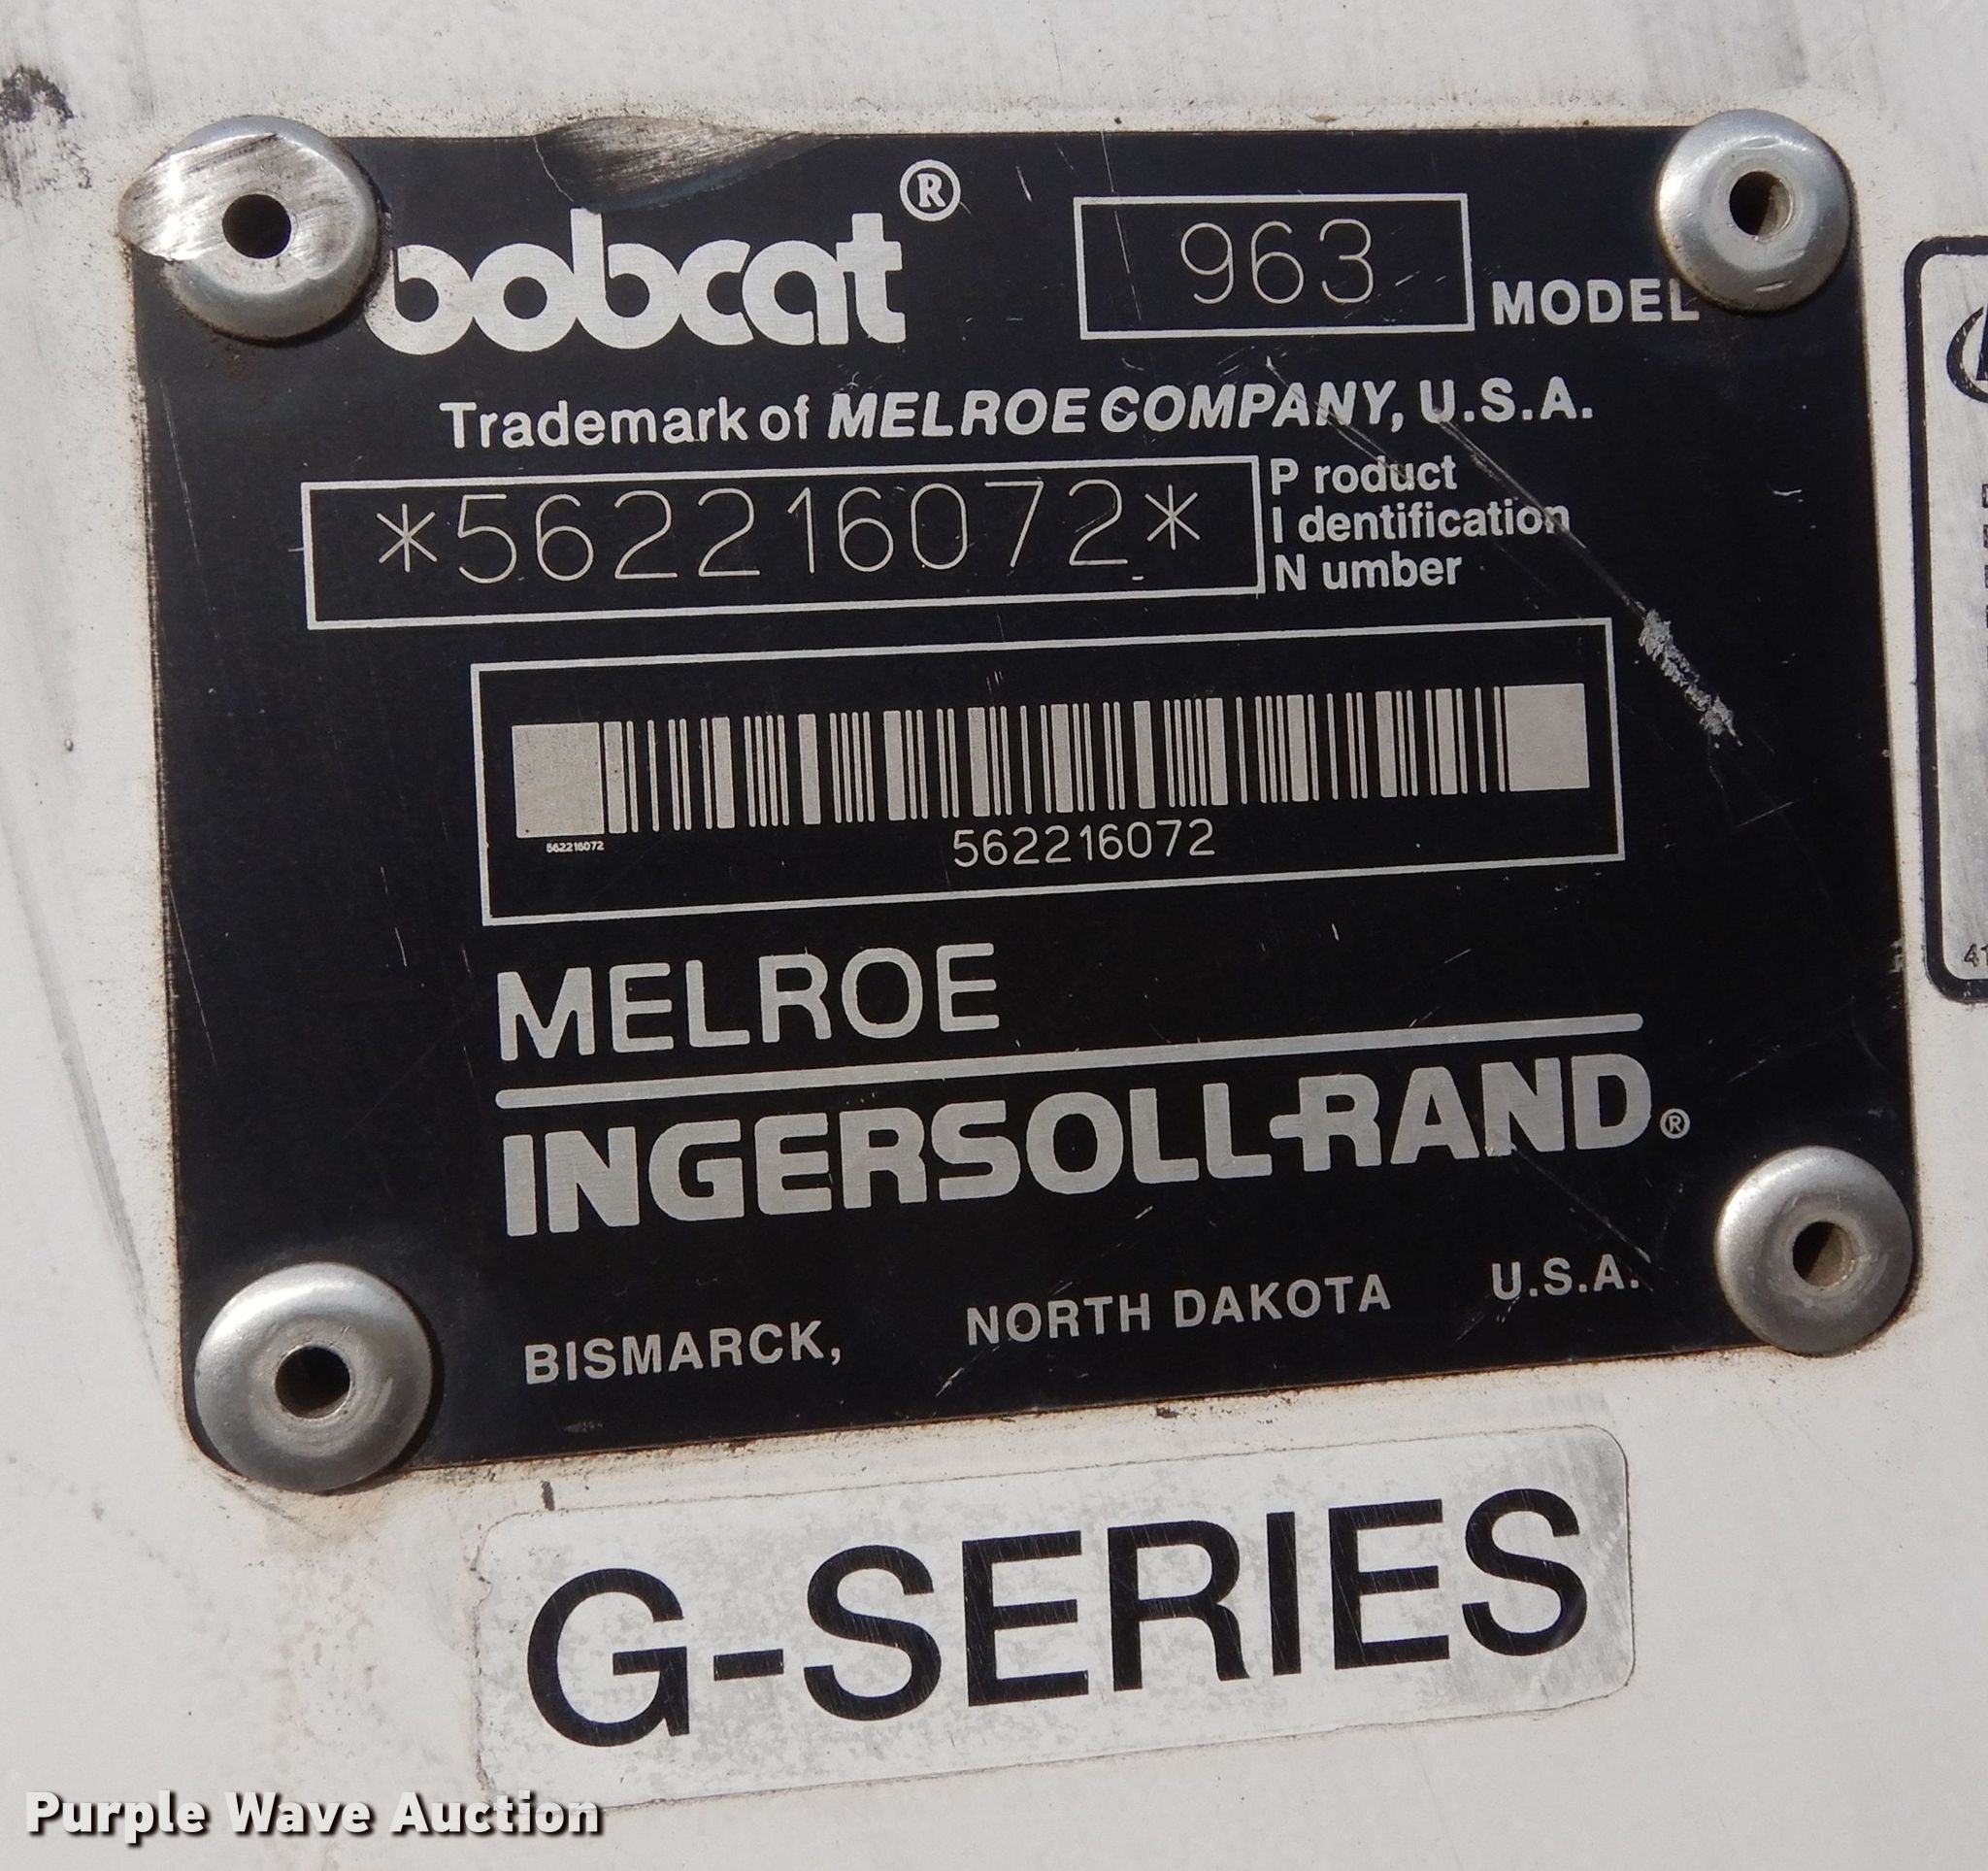 bobcat®
963 MODEL
Trademark of MELROE COMPANY, U.S.A.
*562216072*
P roduct
I dentification
N umber
562216072
562216072
MELROE
INGERSOLL-RAND®
BISMARCK, NORTH DAKOTA U.S.A.
G-SERIES
Purple Wave Auction